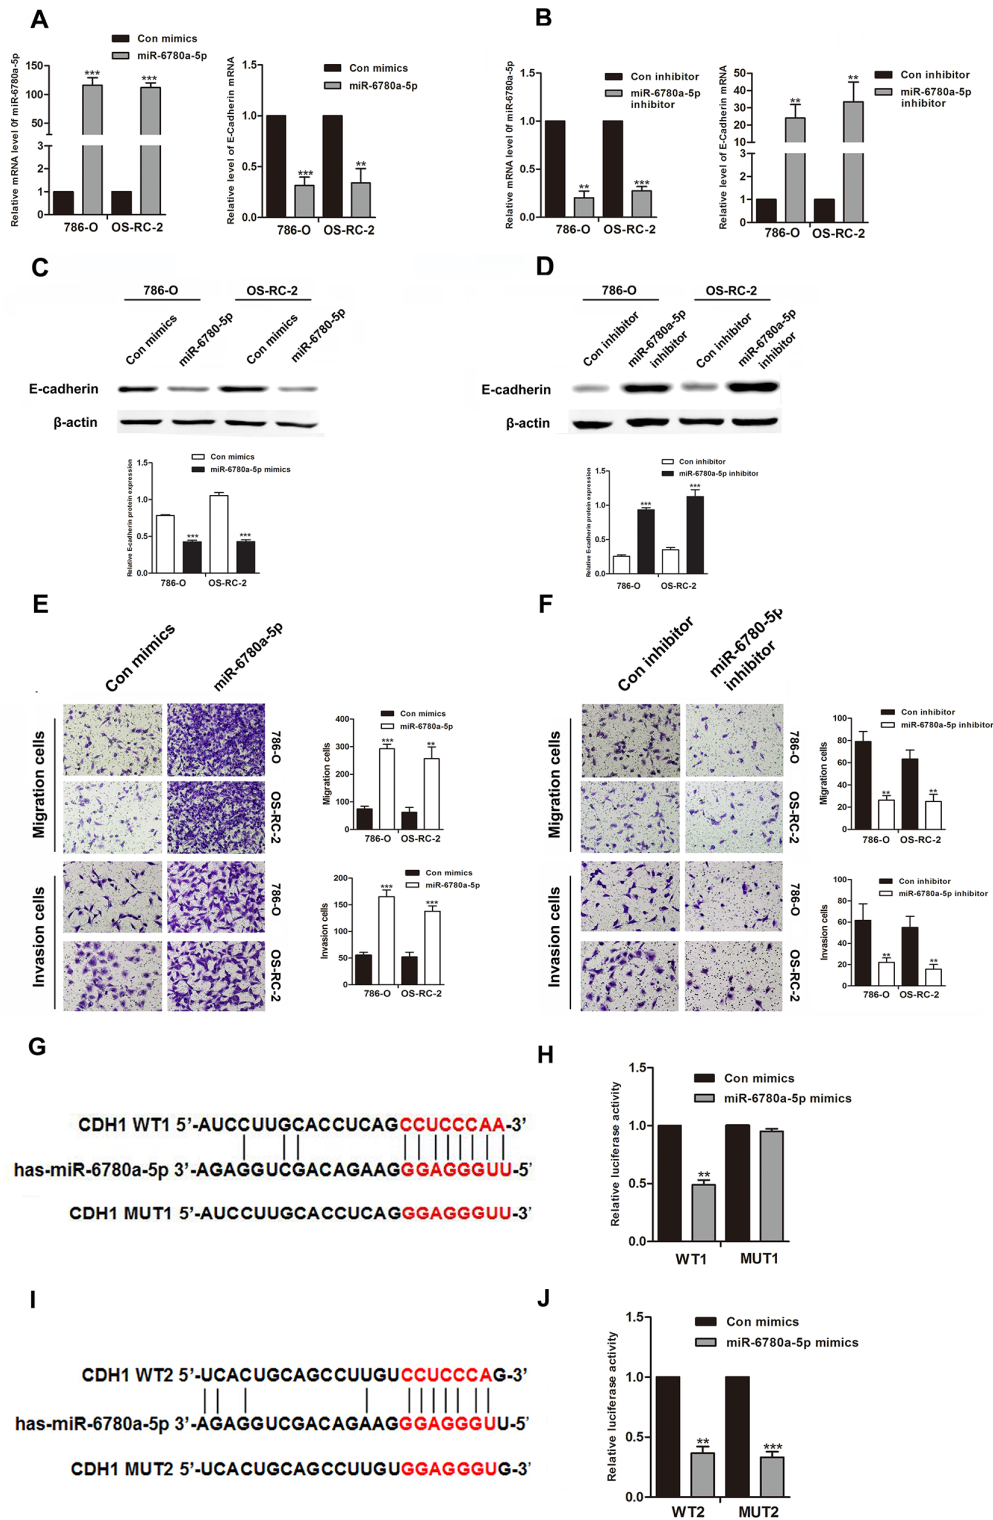 A
Con mimics
miR-6780a-5p
Relative mRNA level 0f miR-6780a-5p
150
100
50
3
2
1
0
***
***
786-O
OS-RC-2
Con mimics
miR-6780a-5p
Relative level of E-Cadherin mRNA
1.5
1.0
0.5
0.0
***
**
786-O
OS-RC-2
B
Con inhibitor
miR-6780a-5p
inhibitor
Relative mRNA level 0f miR-6780a-5p
1.5
1.0
0.5
0.0
**
***
786-O
OS-RC-2
Con inhibitor
miR-6780a-5p
inhibitor
Relative level of E-Cadherin mRNA
50
40
30
20
10
3
2
1
0
**
**
786-O
OS-RC-2
C
786-O
OS-RC-2
Con mimics
miR-6780-5p
Con mimics
miR-6780a-5p
E-cadherin
β-actin
Con mimics
miR-6780a-5p mimics
Relative E-cadherin protein expression
1.5
1.0
0.5
0.0
***
***
786-O
OS-RC-2
D
786-O
OS-RC-2
Con inhibitor
miR-6780a-5p
inhibitor
Con inhibitor
miR-6780a-5p
inhibitor
E-cadherin
β-actin
Con inhibitor
miR-6780a-5p inhibitor
Relative E-cadherin protein expression
1.5
1.0
0.5
0.0
***
***
786-O
OS-RC-2
E
Con mimics
miR-6780a-5p
Migration cells
786-O
OS-RC-2
Invasion cells
786-O
OS-RC-2
Con mimics
miR-6780a-5p
Migration cells
400
300
200
100
0
***
**
786-O
OS-RC-2
Con mimics
miR-6780a-5p
Invasion cells
200
150
100
50
0
***
***
786-O
OS-RC-2
F
Con inhibitor
miR-6780-5p
inhibitor
Migration cells
786-O
OS-RC-2
Invasion cells
786-O
OS-RC-2
Con inhibitor
miR-6780a-5p inhibitor
Migration cells
100
80
60
40
20
0
**
**
786-O
OS-RC-2
Con inhibitor
miR-6780a-5p inhibitor
Invasion cells
100
80
60
40
20
0
**
**
786-O
OS-RC-2
G
CDH1 WT1 5'-AUCCUUGCACCUCAGCCUCCCAA-3'
has-miR-6780a-5p 3'-AGAGGUCGACAGAAGGGAGGGUU-5'
CDH1 MUT1 5'-AUCCUUGCACCUCAGGGAGGGUU-3'
H
Con mimics
miR-6780a-5p mimics
Relative luciferase activity
1.5
1.0
0.5
0.0
**
WT1
MUT1
I
CDH1 WT2 5'-UCACUGCAGCCUUGUCCUCCCAG-3'
has-miR-6780a-5p 3'-AGAGGUCGACAGAAGGGAGGGUU-5'
CDH1 MUT2 5'-UCACUGCAGCCUUGUGGAGGGUG-3'
J
Con mimics
miR-6780a-5p mimics
Relative luciferase activity
1.5
1.0
0.5
0.0
**
***
WT2
MUT2